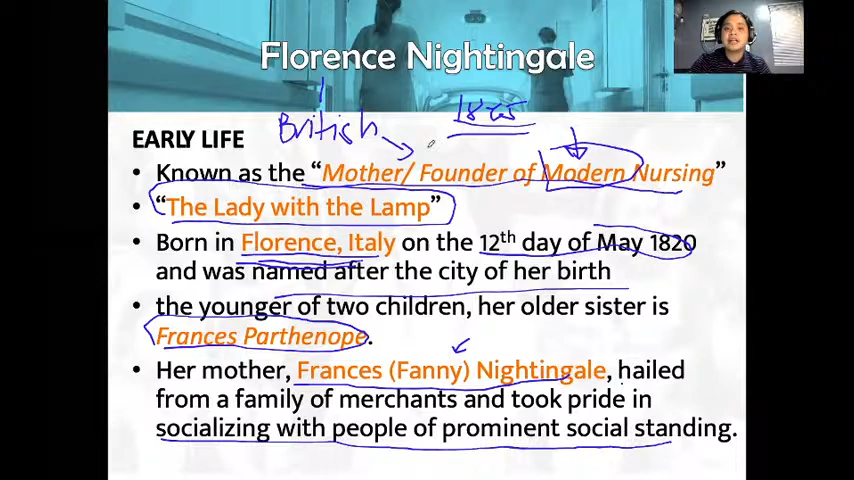 Florence Nightingale
British 1825
EARLY LIFE
• Known as the “Mother/ Founder of Modern Nursing”
• “The Lady with the Lamp”
• Born in Florence, Italy on the 12th day of May 1820
and was named after the city of her birth
• the younger of two children, her older sister is
Frances Parthenope.
• Her mother, Frances (Fanny) Nightingale, hailed
from a family of merchants and took pride in
socializing with people of prominent social standing.